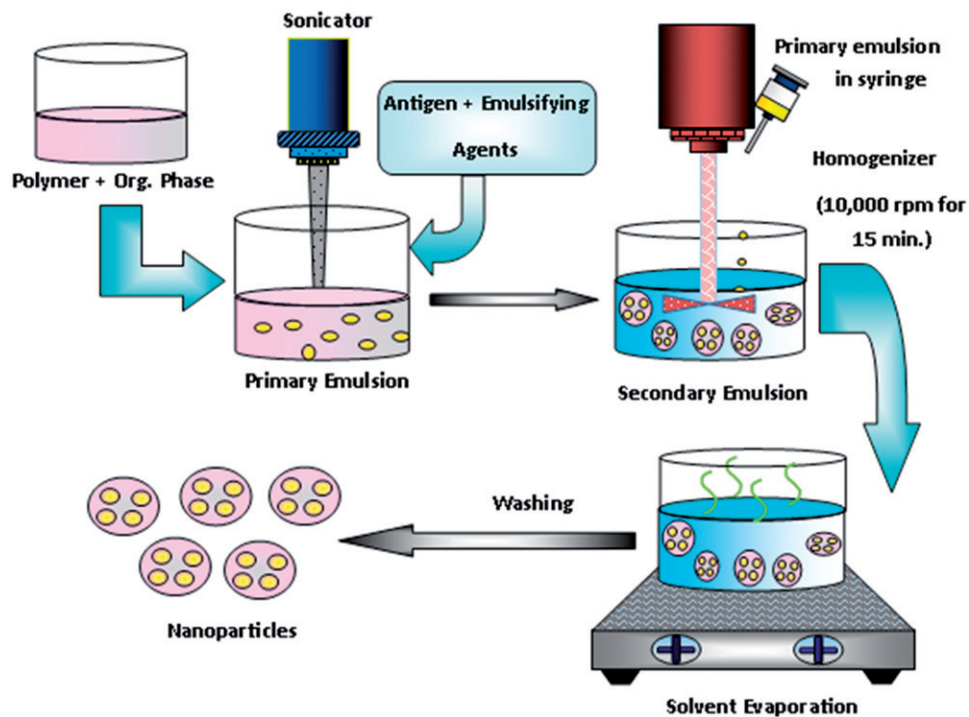 Sonicator
Primary emulsion
in syringe
Antigen + Emulsifying
Agents
Polymer + Org. Phase
Homogenizer
(10,000 rpm for
15 min.)
Primary Emulsion
Secondary Emulsion
Washing
Nanoparticles
Solvent Evaporation